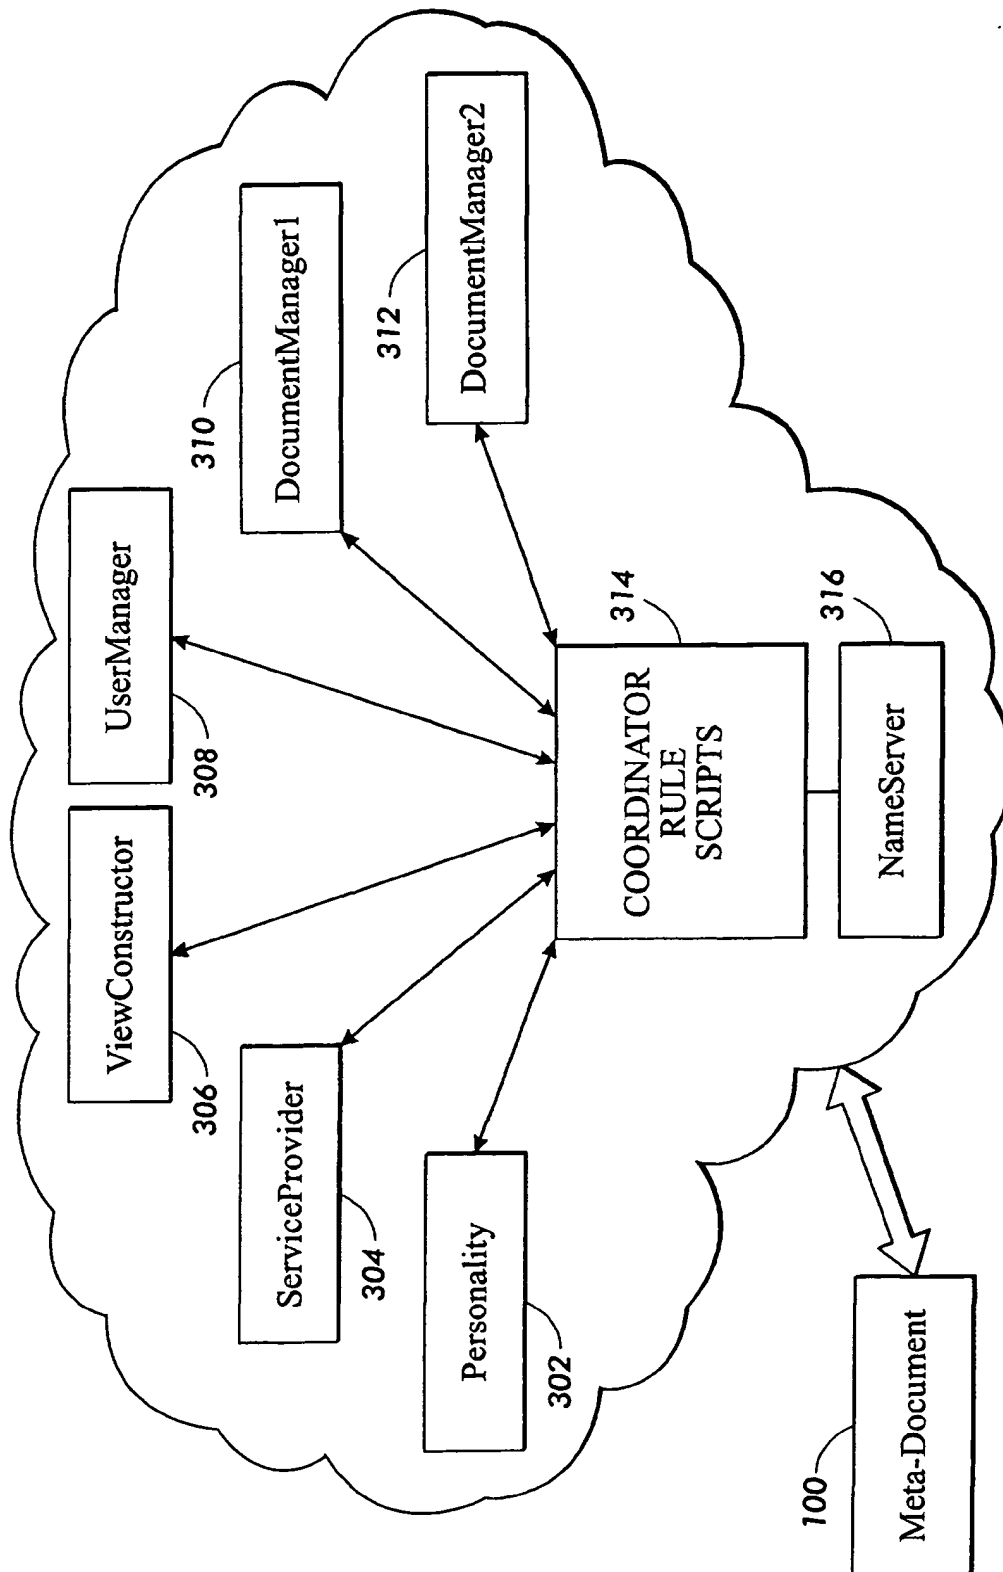 ViewConstructor
306
UserManager
308
ServiceProvider
304
DocumentManager1
310
Personality
302
DocumentManager2
312
COORDINATOR
RULE
SCRIPTS
314
NameServer
316
Meta-Document
100